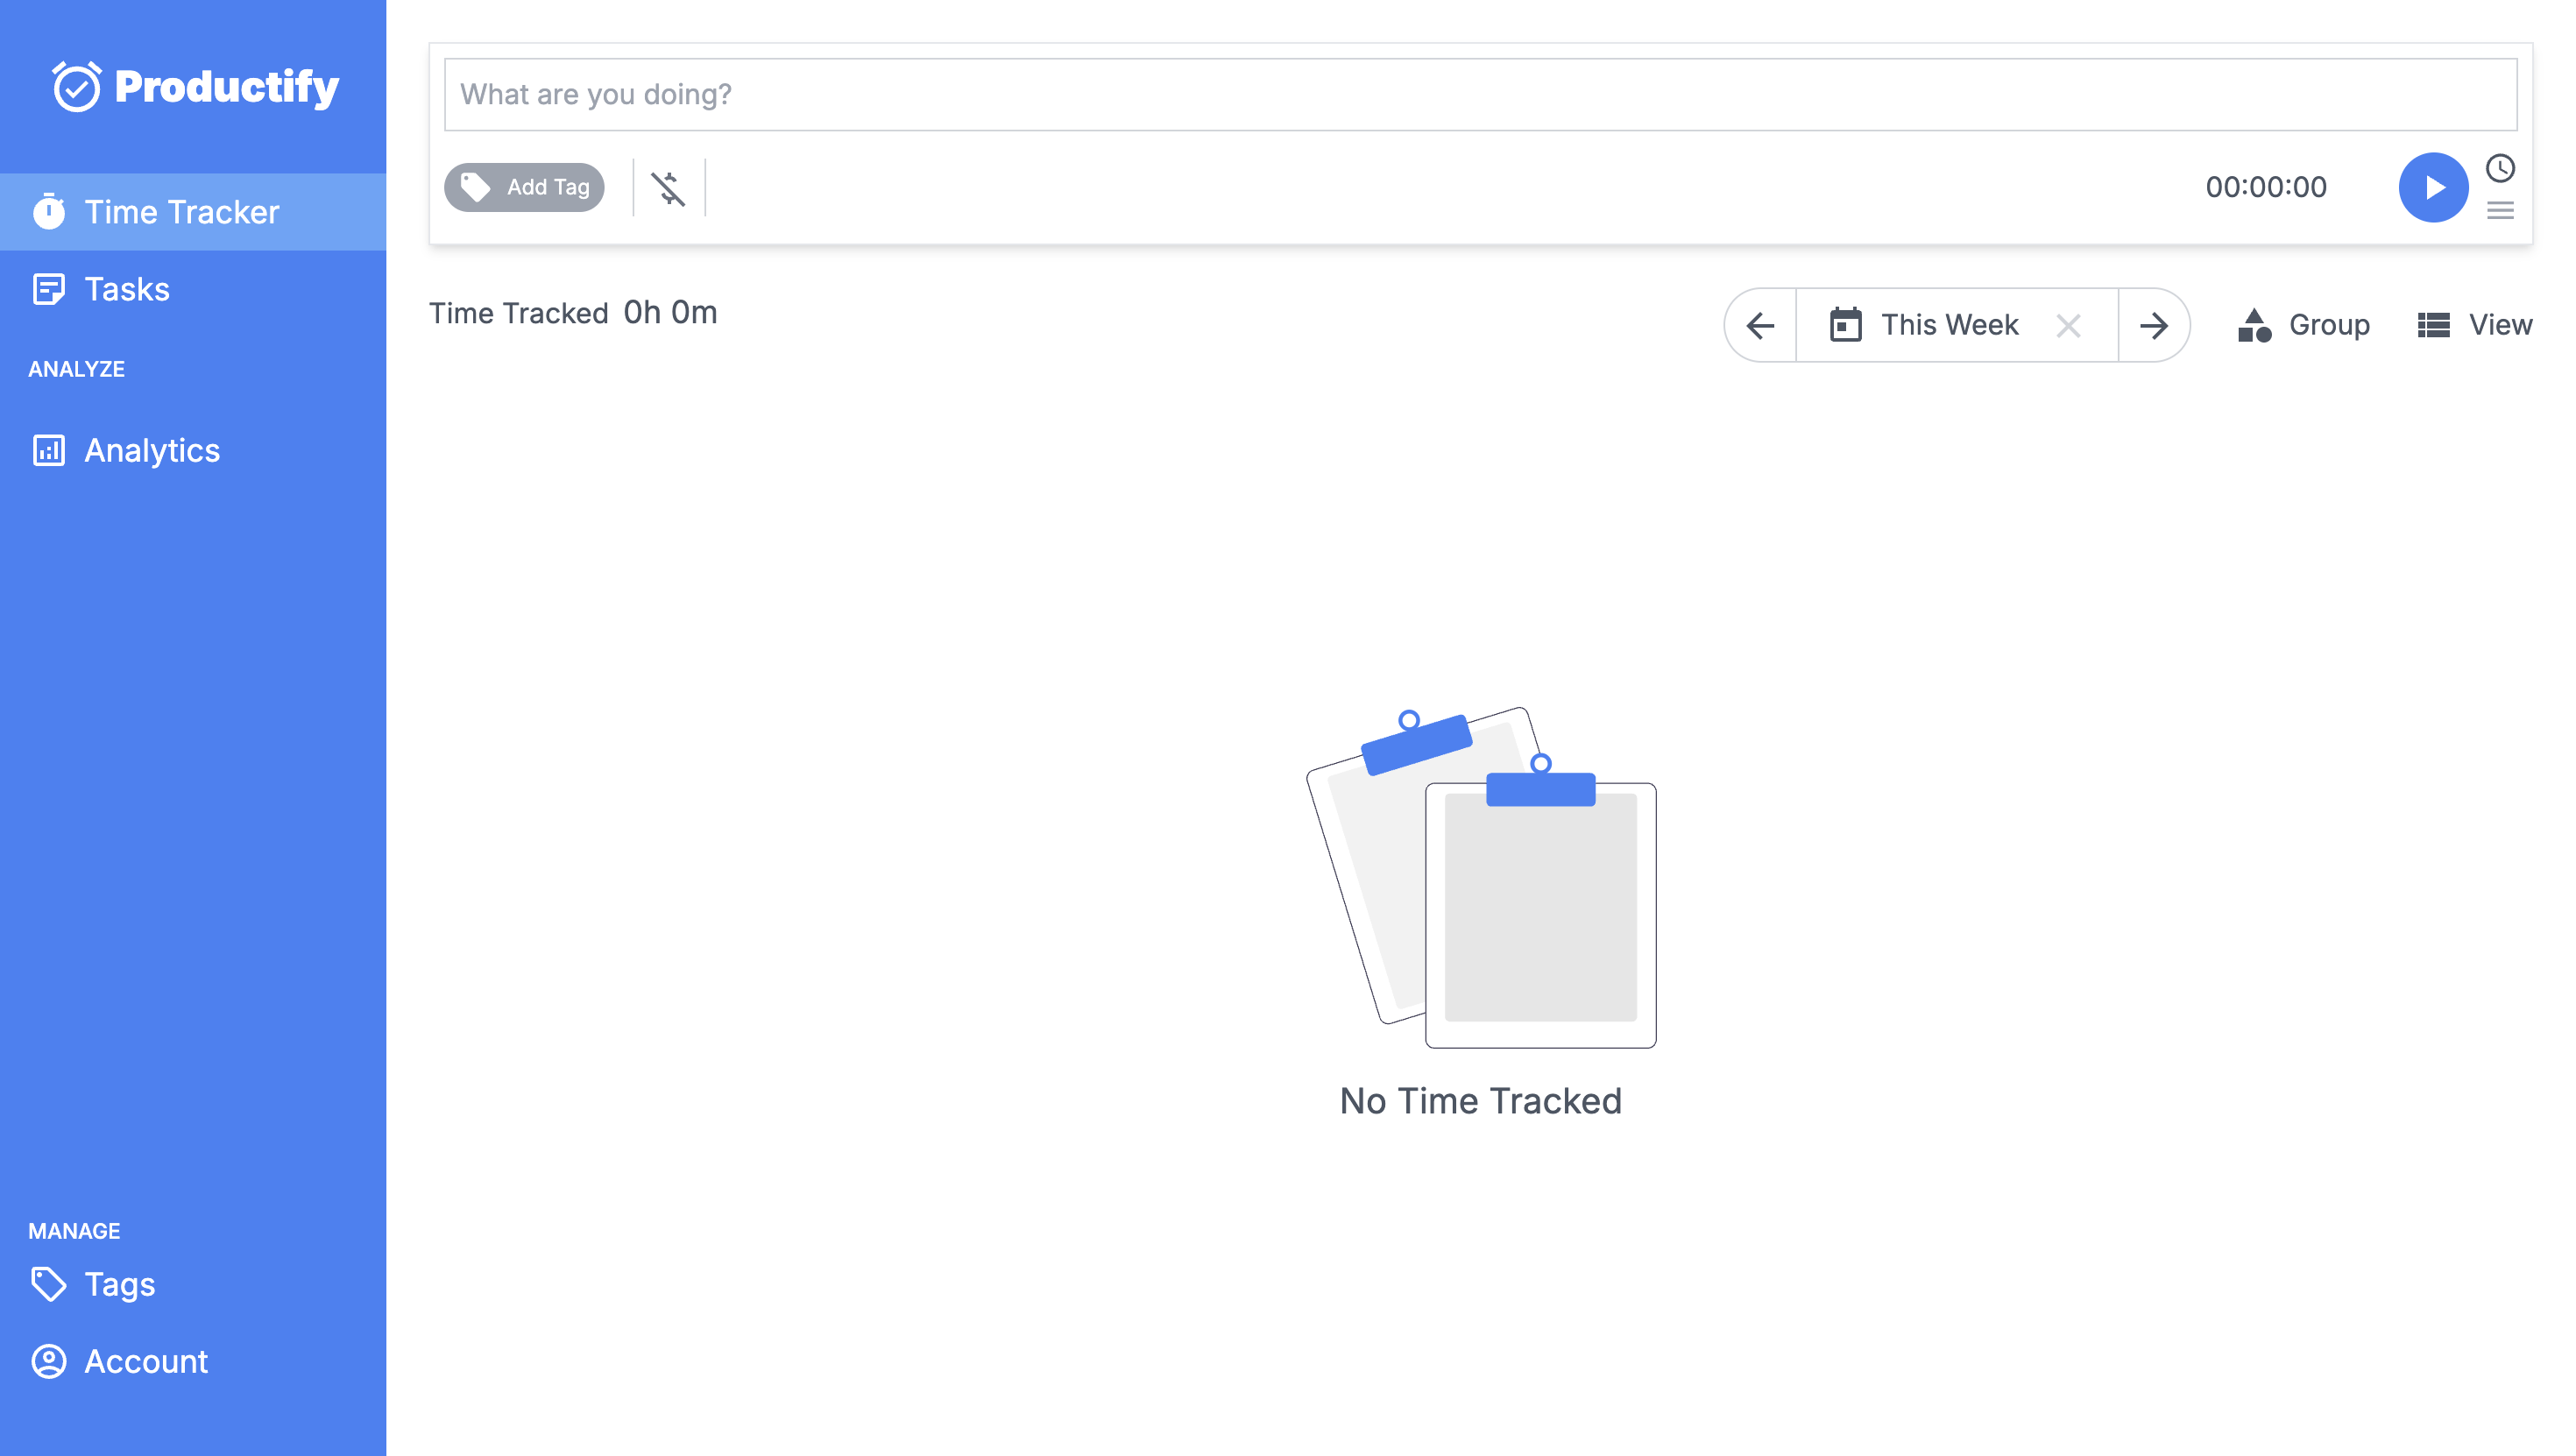 Productify
Time Tracker
Tasks
ANALYZE
Analytics
MANAGE
Tags
Account
What are you doing?
Add Tag
00:00:00
Time Tracked 0h 0m
This Week
Group
View
No Time Tracked